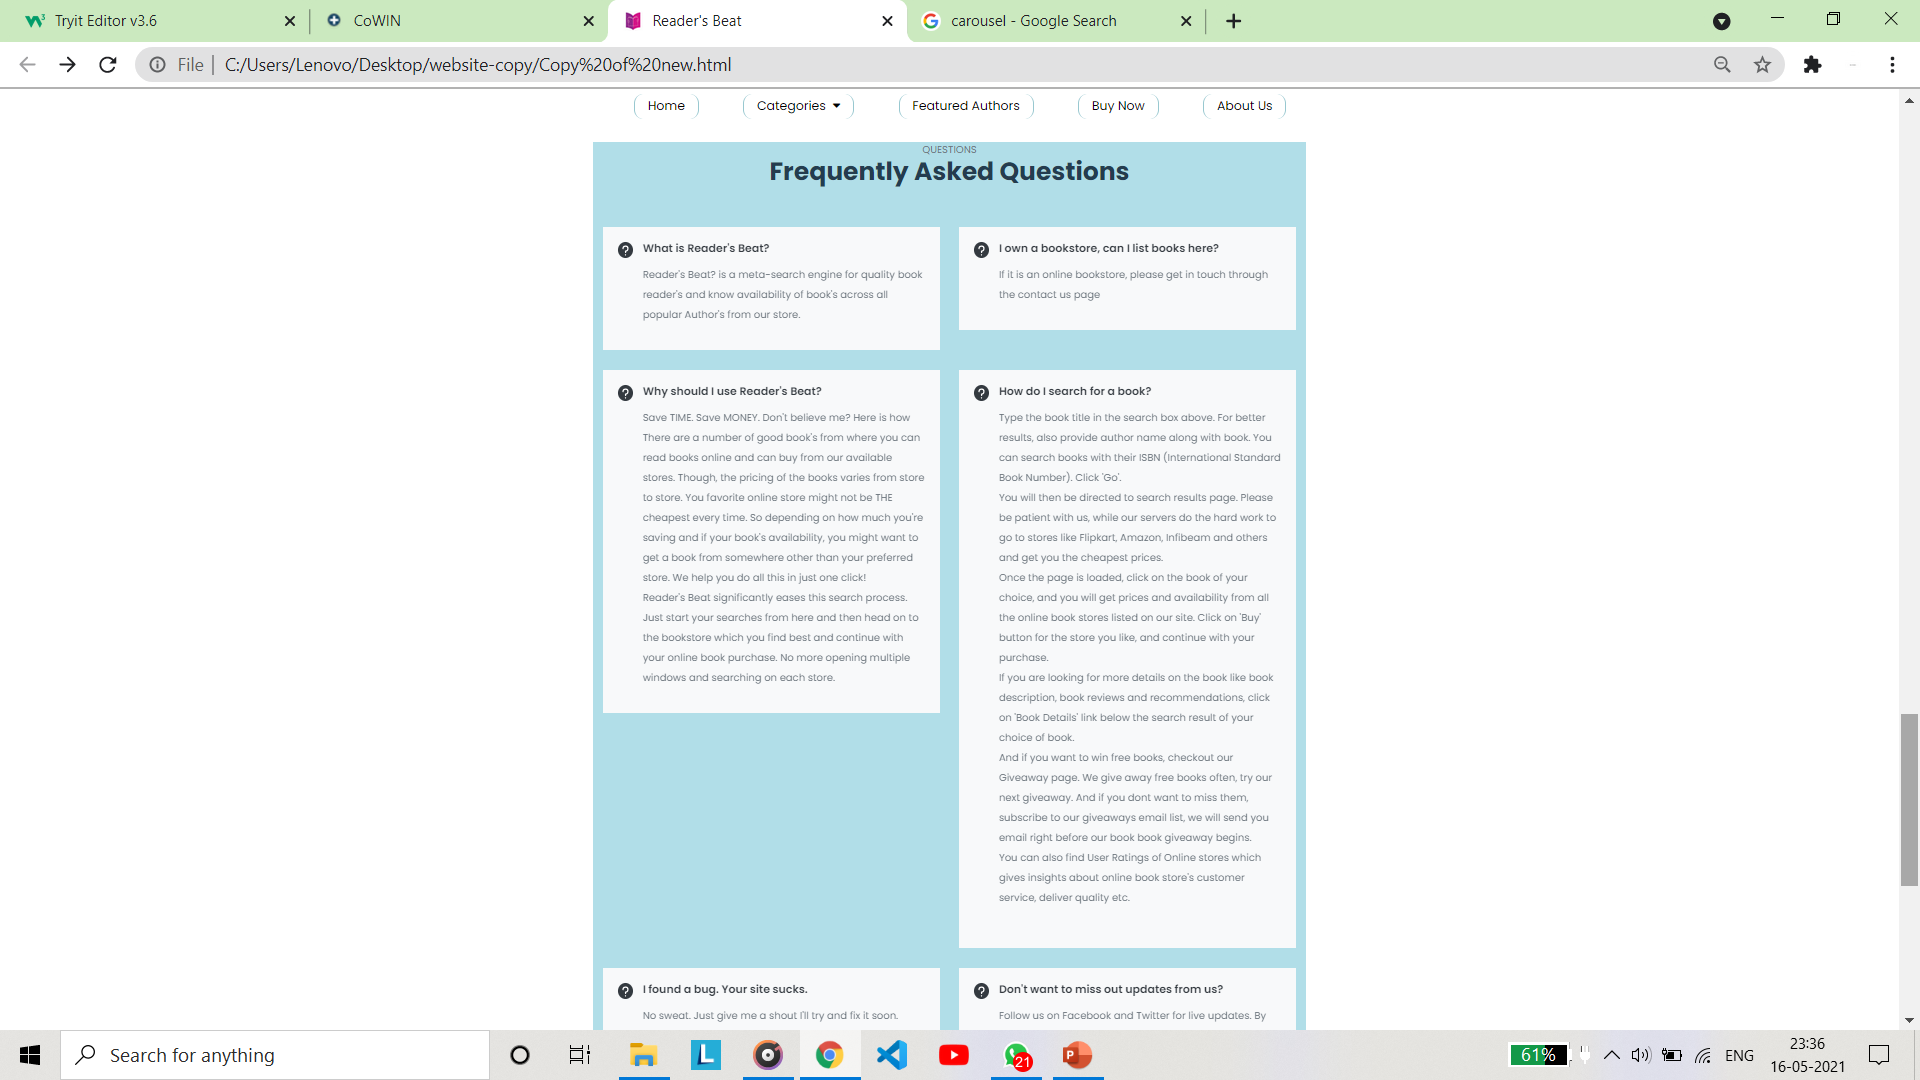 Tryit Editor v3.6
CoWIN
Reader's Beat
carousel - Google Search
File
C:/Users/Lenovo/Desktop/website-copy/Copy%20of%20new.html
Home
Categories
Featured Authors
Buy Now
About Us
QUESTIONS
Frequently Asked Questions
What is Reader's Beat?
Reader's Beat? is a meta-search engine for quality book
reader's and know availability of book's across all
popular Author's from our store.
I own a bookstore, can I list books here?
If it is an online bookstore, please get in touch through
the contact us page
Why should I use Reader's Beat?
Save TIME. Save MONEY. Don't believe me? Here is how
There are a number of good book's from where you can
read books online and can buy from our available
stores. Though, the pricing of the books varies from store
to store. You favorite online store might not be THE
cheapest every time. So depending on how much you're
saving and if your book's availability, you might want to
get a book from somewhere other than your preferred
store. We help you do all this in just one click!
Reader's Beat significantly eases this search process.
Just start your searches from here and then head on to
the bookstore which you find best and continue with
your online book purchase. No more opening multiple
windows and searching on each store.
How do I search for a book?
Type the book title in the search box above. For better
results, also provide author name along with book. You
can search books with their ISBN (International Standard
Book Number). Click 'Go'.
You will then be directed to search results page. Please
be patient with us, while our servers do the hard work to
go to stores like Flipkart, Amazon, Infibeam and others
and get you the cheapest prices.
Once the page is loaded, click on the book of your
choice, and you will get prices and availability from all
the online book stores listed on our site. Click on 'Buy'
button for the store you like, and continue with your
purchase.
If you are looking for more details on the book like book
description, book reviews and recommendations, click
on 'Book Details' link below the search result of your
choice of book.
And if you want to win free books, checkout our
Giveaway page. We give away free books often, try our
next giveaway. And if you dont want to miss them,
subscribe to our giveaways email list, we will send you
email right before our book book giveaway begins.
You can also find User Ratings of Online stores which
gives insights about online book store's customer
service, deliver quality etc.
I found a bug. Your site sucks.
No sweat. Just give me a shout I'll try and fix it soon.
Don't want to miss out updates from us?
Follow us on Facebook and Twitter for live updates. By
Search for anything
L
21
P
61%
ENG
23:36
16-05-2021